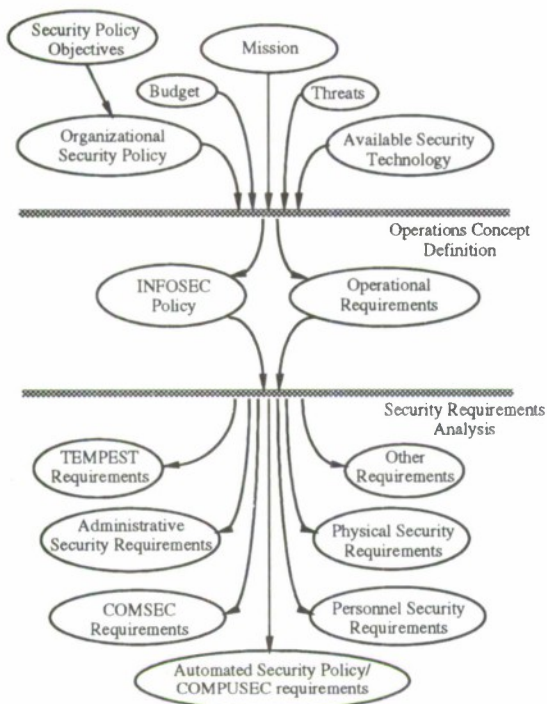 Security Policy
Objectives
Mission
Budget
Threats
Organizational
Security Policy
Available Security
Technology
Operations Concept
Definition
INFOSEC
Policy
Operational
Requirements
Security Requirements
Analysis
TEMPEST
Requirements
Other
Requirements
Administrative
Security Requirements
Physical Security
Requirements
COMSEC
Requirements
Personnel Security
Requirements
Automated Security Policy/
COMPUSEC requirements